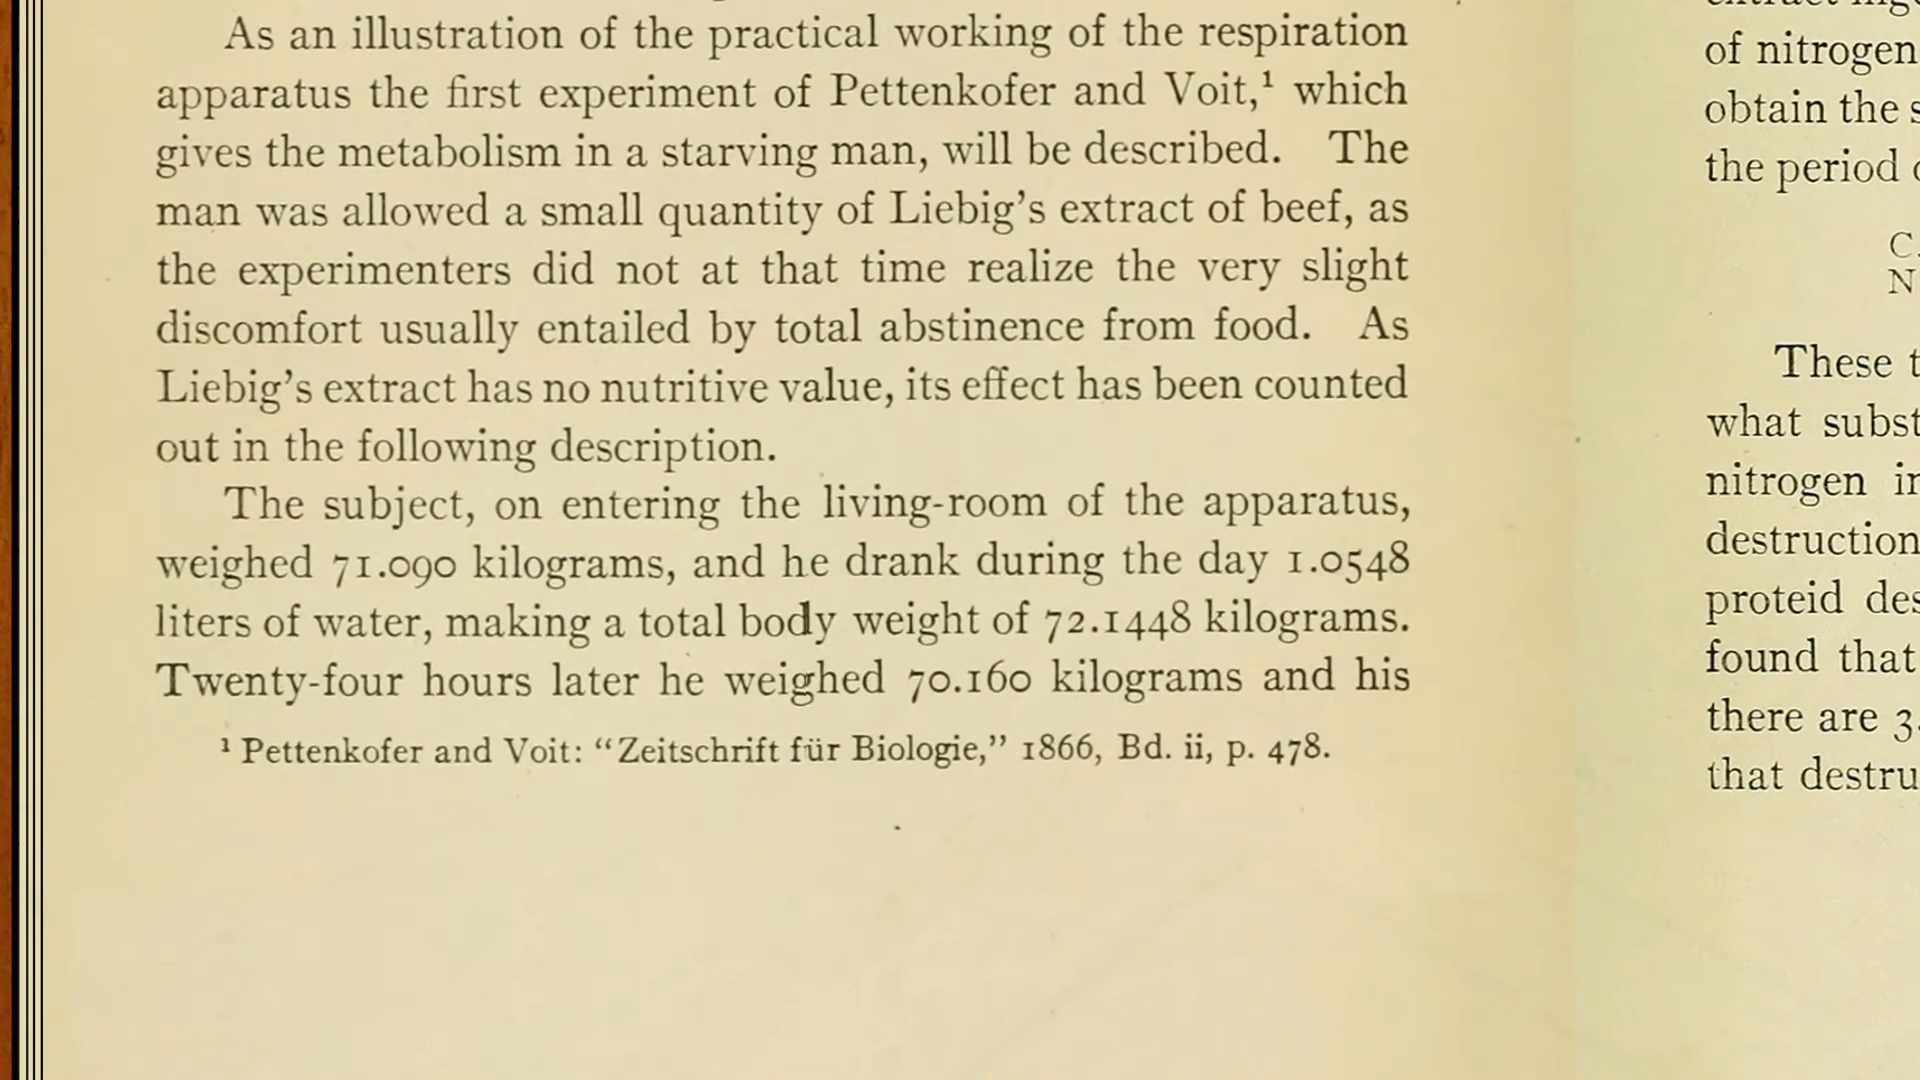 As an illustration of the practical working of the respiration
apparatus the first experiment of Pettenkofer and Voit,¹ which
gives the metabolism in a starving man, will be described. The
man was allowed a small quantity of Liebig's extract of beef, as
the experimenters did not at that time realize the very slight
discomfort usually entailed by total abstinence from food. As
Liebig's extract has no nutritive value, its effect has been counted
out in the following description.
The subject, on entering the living-room of the apparatus,
weighed 71.090 kilograms, and he drank during the day 1.0548
liters of water, making a total body weight of 72.1448 kilograms.
Twenty-four hours later he weighed 70.160 kilograms and his
¹ Pettenkofer and Voit: "Zeitschrift für Biologie," 1866, Bd. ii, p. 478.
of nitrogen
obtain the
the period
C.
N
These
what
nitrogen
destruction
proteid
found that
there are 3.
that